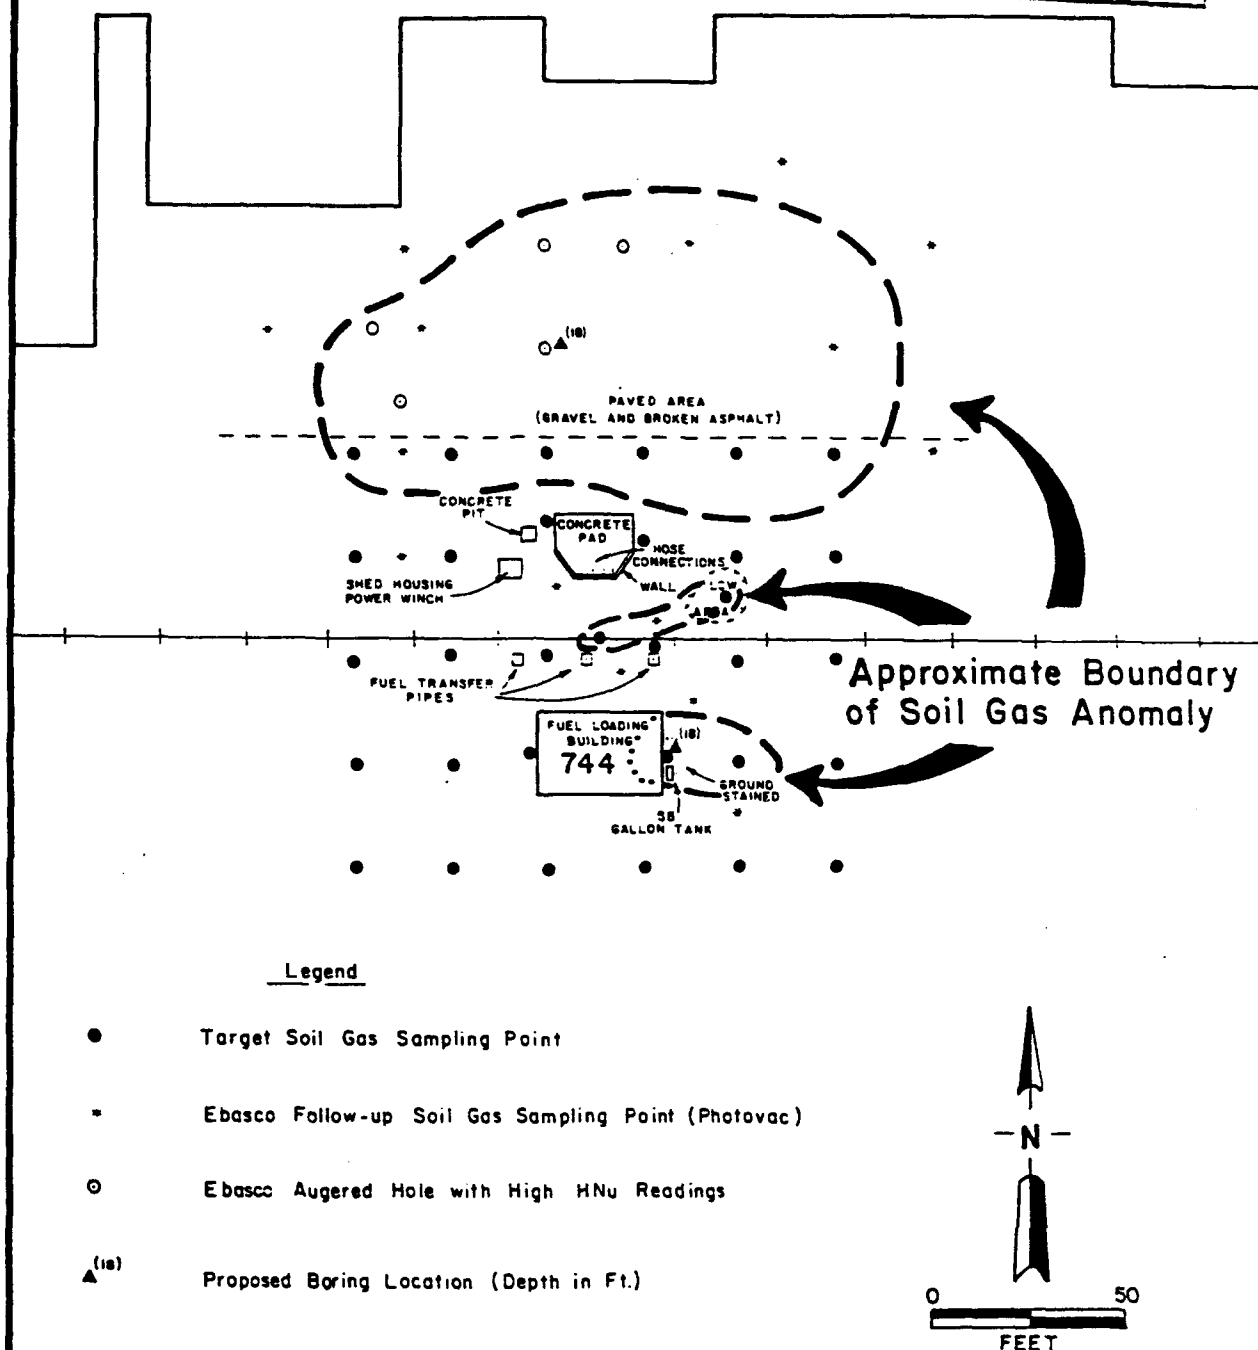 (18)
PAVED AREA
(GRAVEL AND BROKEN ASPHALT)
CONCRETE
PIT
CONCRETE
PAD
HOSE
CONNECTIONS
SHED HOUSING
POWER WINCH
WALL
LOW
AREA
Approximate Boundary
of Soil Gas Anomaly
FUEL TRANSFER
PIPES
FUEL LOADING
BUILDING
744
(18)
GROUND
STAINED
GALLON TANK
Legend
Target Soil Gas Sampling Point
Ebasco Follow-up Soil Gas Sampling Point (Photovac)
Ebasco Augered Hole with High HNu Readings
(18)
Proposed Boring Location (Depth in Ft.)
N
0 50
FEET